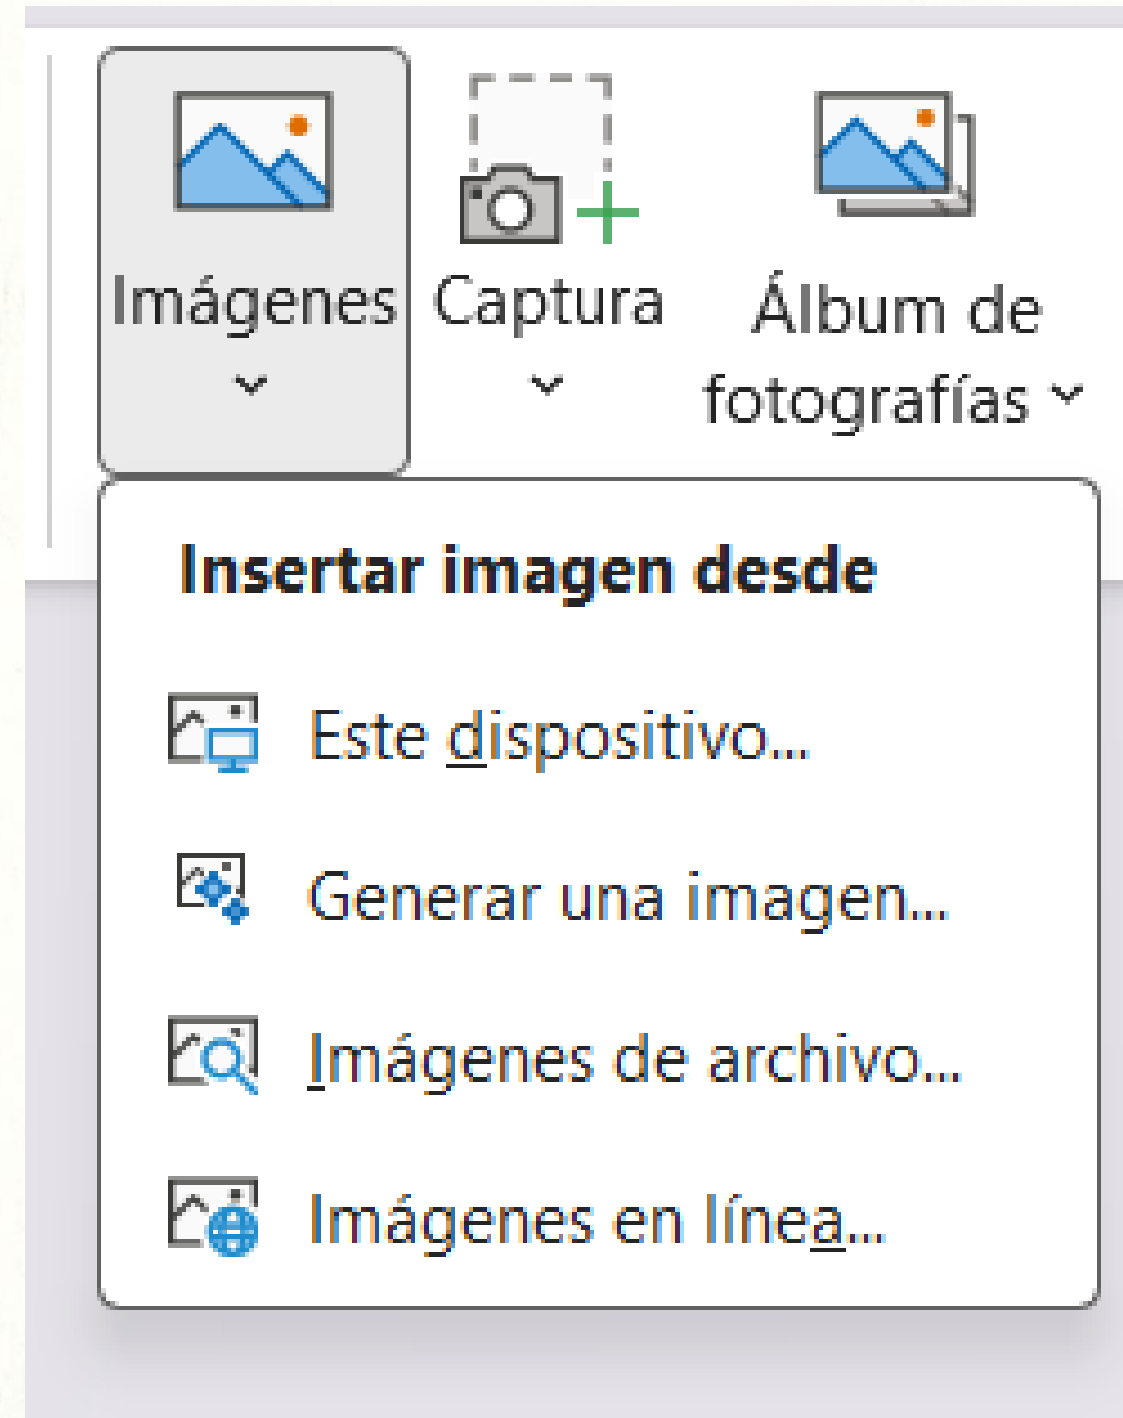 Imágenes
Captura
Álbum de
fotografías
Insertar imagen desde
Este dispositivo...
Generar una imagen...
Imágenes de archivo...
Imágenes en línea...